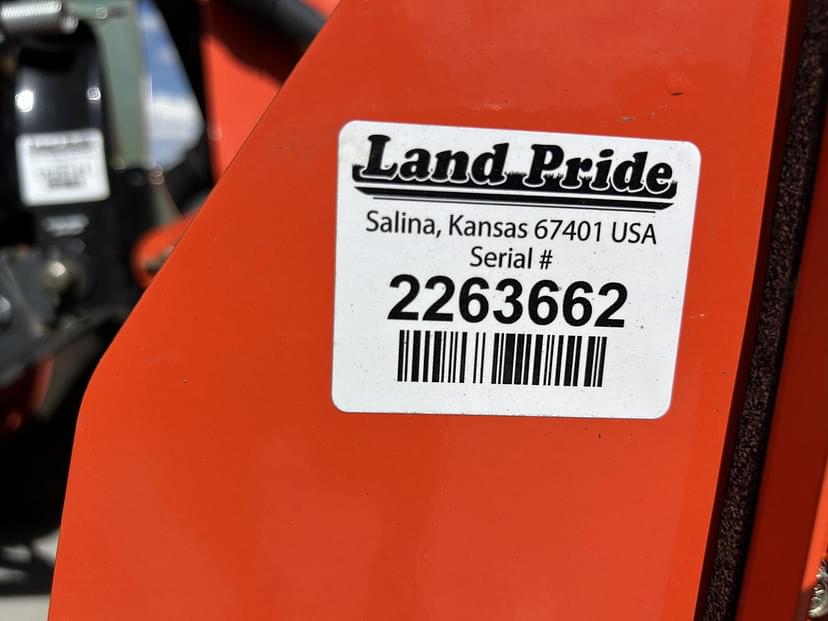 Land Pride
Salina, Kansas 67401 USA
Serial #
2263662